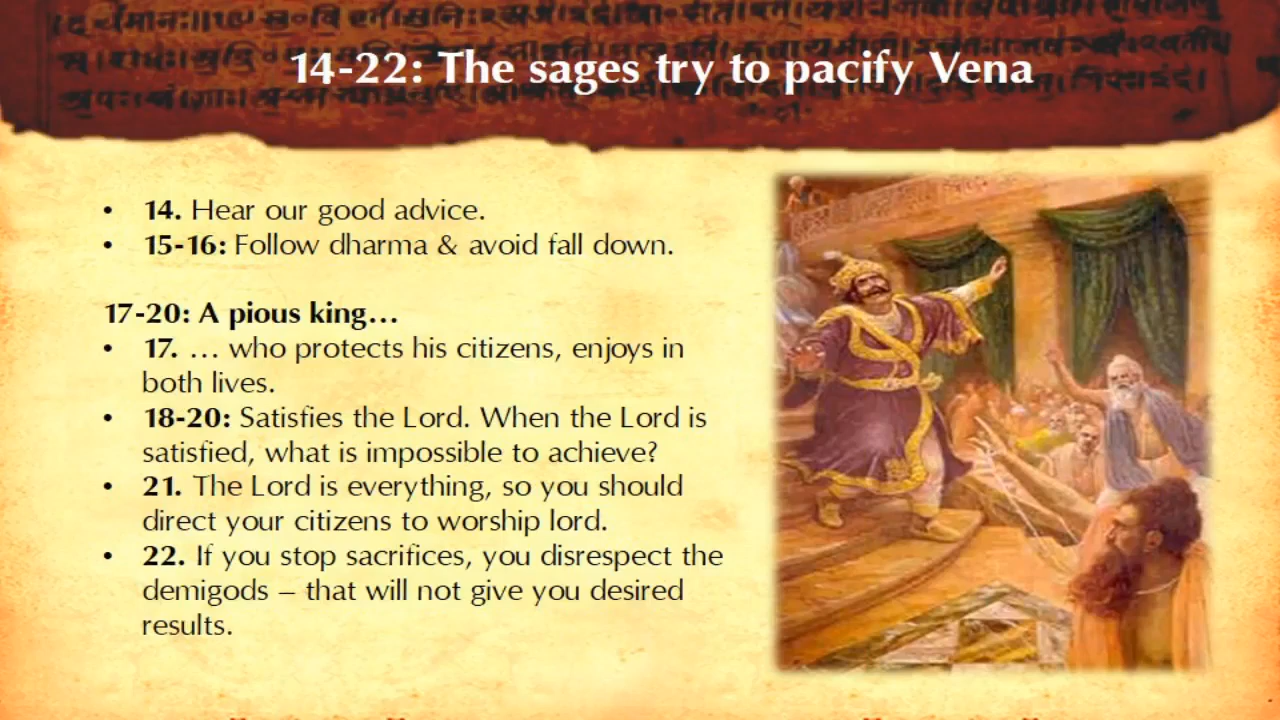 14-22: The sages try to pacify Vena
• 14. Hear our good advice.
• 15-16: Follow dharma & avoid fall down.
17-20: A pious king…
• 17. … who protects his citizens, enjoys in
both lives.
• 18-20: Satisfies the Lord. When the Lord is
satisfied, what is impossible to achieve?
• 21. The Lord is everything, so you should
direct your citizens to worship lord.
• 22. If you stop sacrifices, you disrespect the
demigods – that will not give you desired
results.